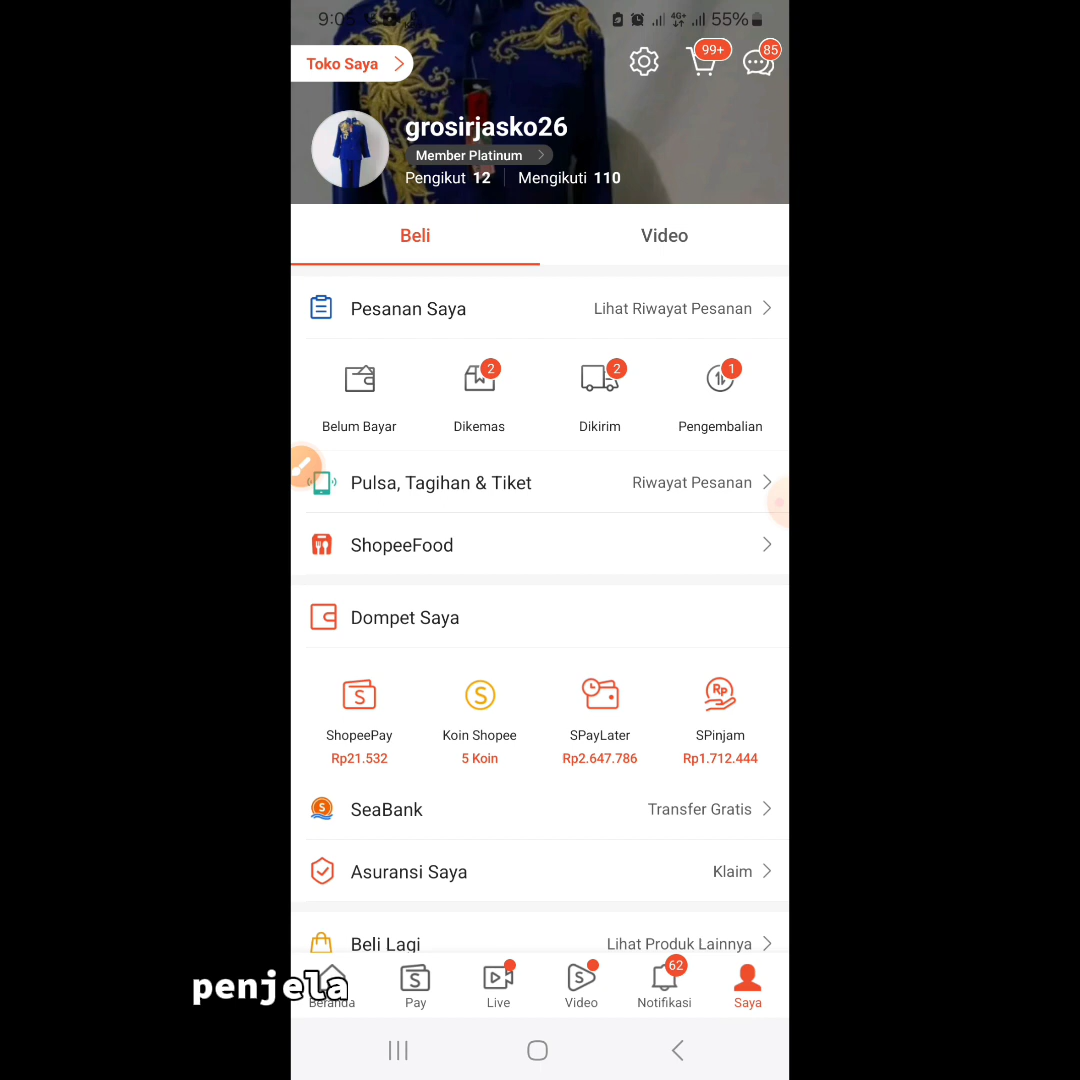 9:05
4G+ 55%
Toko Saya
99+
85
grosirjasko26
Member Platinum
Pengikut 12 Mengikuti 110
Beli Video
Pesanan Saya Lihat Riwayat Pesanan
2 2 1
Belum Bayar Dikemas Dikirim Pengembalian
Pulsa, Tagihan & Tiket Riwayat Pesanan
ShopeeFood
Dompet Saya
ShopeePay Koin Shopee SPayLater SPinjam
Rp21.532 5 Koin Rp2.647.786 Rp1.712.444
SeaBank Transfer Gratis
Asuransi Saya Klaim
Beli Lagi Lihat Produk Lainnya
62
penjela
Beranda Pay Live Video Notifikasi Saya